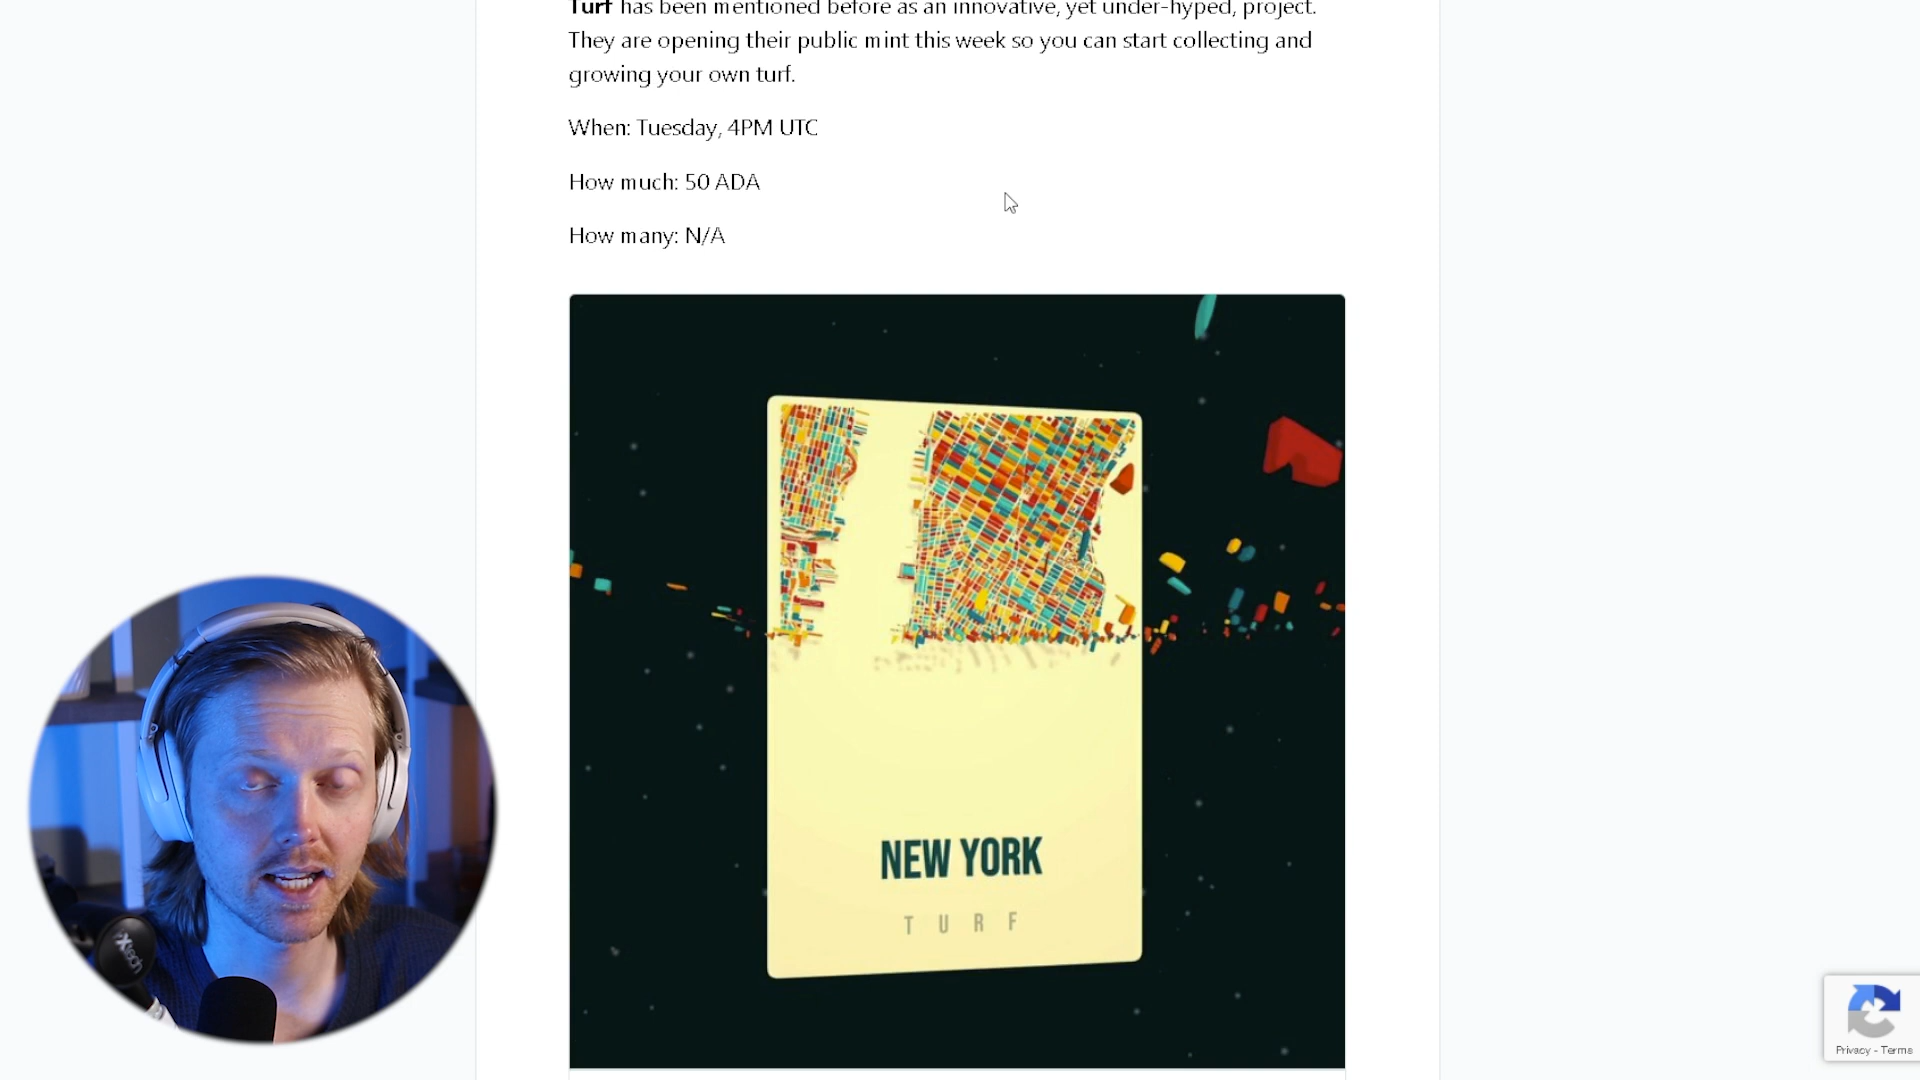 Turf has been mentioned before as an innovative, yet under-hyped, project.
They are opening their public mint this week so you can start collecting and
growing your own turf.
When: Tuesday, 4PM UTC
How much: 50 ADA
How many: N/A
NEW YORK
TURF
Privacy - Terms